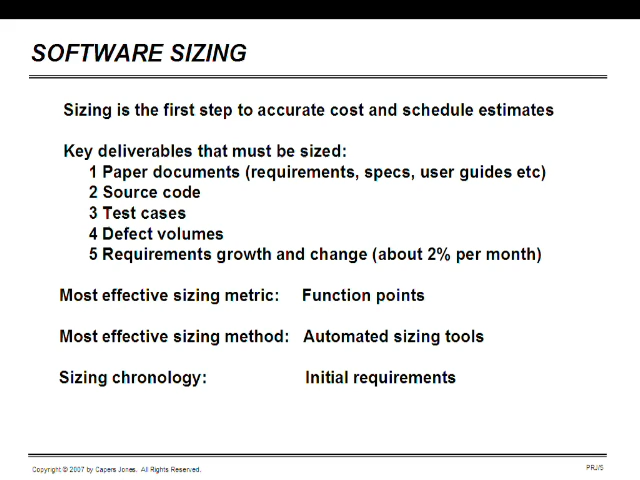 SOFTWARE SIZING
Sizing is the first step to accurate cost and schedule estimates
Key deliverables that must be sized:
1 Paper documents (requirements, specs, user guides etc)
2 Source code
3 Test cases
4 Defect volumes
5 Requirements growth and change (about 2% per month)
Most effective sizing metric: Function points
Most effective sizing method: Automated sizing tools
Sizing chronology: Initial requirements
Copyright © 2007 by Capers Jones. All Rights Reserved. PRJ/5